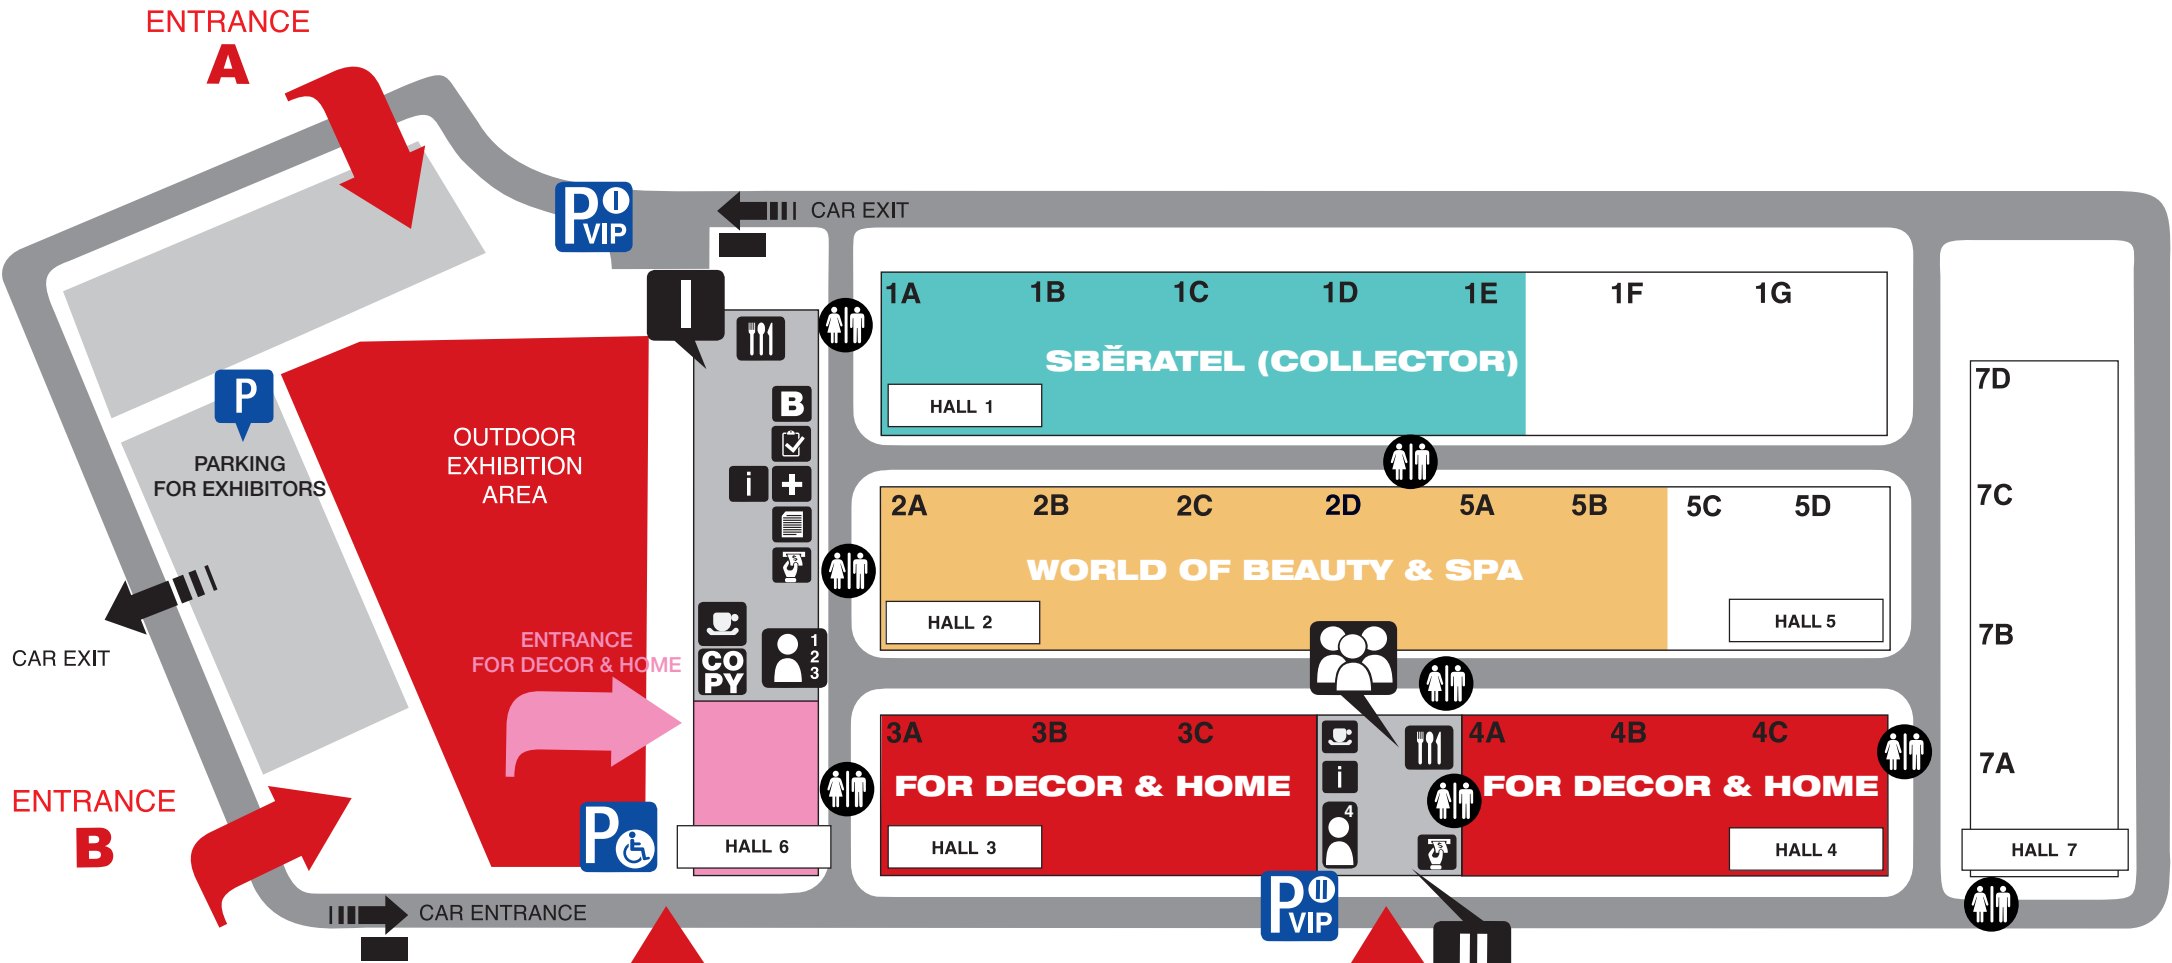 ENTRANCE
A
P I
VIP
CAR EXIT
I
1A 1B 1C 1D 1E 1F 1G
SBĚRATEL (COLLECTOR)
HALL 1
7D
7C
7B
7A
HALL 7
P
PARKING
FOR EXHIBITORS
OUTDOOR
EXHIBITION
AREA
B
i
2A 2B 2C 2D 5A 5B 5C 5D
WORLD OF BEAUTY & SPA
HALL 2
HALL 5
CAR EXIT
ENTRANCE
FOR DECOR & HOME
CO
PY
1
2
3
3A 3B 3C
FOR DECOR & HOME
HALL 3
i
4
4A 4B 4C
FOR DECOR & HOME
HALL 4
ENTRANCE
B
P
HALL 6
P II
VIP
CAR ENTRANCE
II